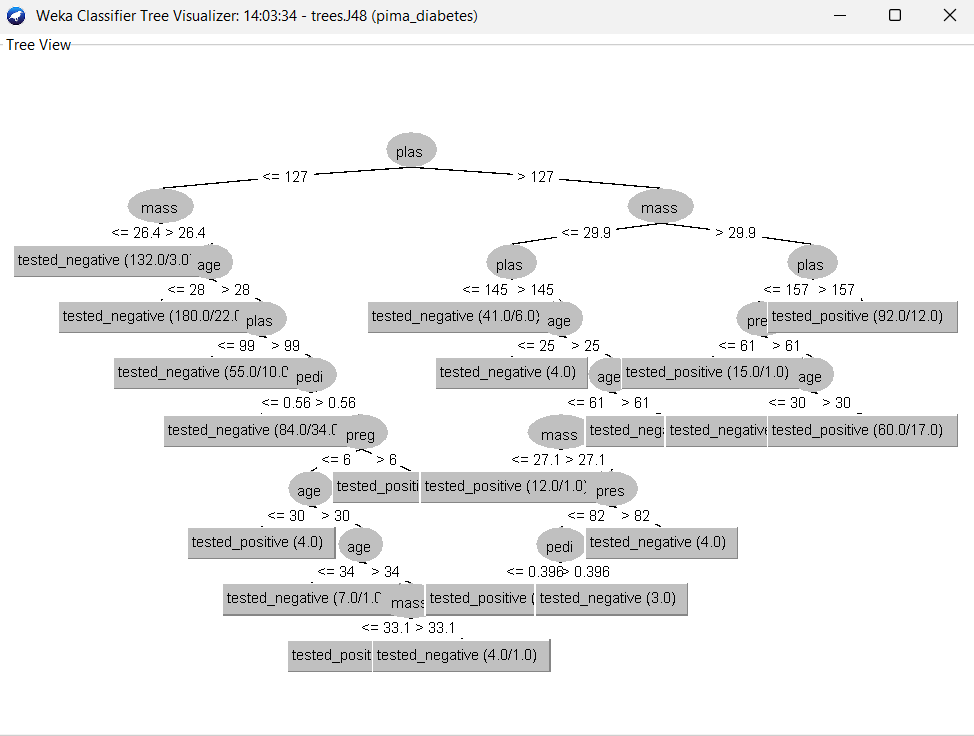 Weka Classifier Tree Visualizer: 14:03:34 - trees.J48 (pima_diabetes)
Tree View
plas
<= 127 > 127
mass mass
<= 26.4 > 26.4 <= 29.9 > 29.9
tested_negative (132.0/3.0) age plas plas
<= 28 > 28 <= 145 > 145 <= 157 > 157
tested_negative (180.0/22.0 plas tested_negative (41.0/6.0) age pre tested_positive (92.0/12.0)
<= 99 > 99 <= 25 > 25 <= 61 > 61
tested_negative (55.0/10.0 pedi tested_negative (4.0) age tested_positive (15.0/1.0) age
<= 0.56 > 0.56 <= 61 > 61 <= 30 > 30
tested_negative (84.0/34.0 preg mass tested_neg tested_negative tested_positive (60.0/17.0)
<= 6 > 6 <= 27.1 > 27.1
age tested_positi tested_positive (12.0/1.0) pres
<= 30 > 30 <= 82 > 82
tested_positive (4.0) age pedi tested_negative (4.0)
<= 34 > 34 <= 0.396 > 0.396
tested_negative (7.0/1.0 mass tested_positive ( tested_negative (3.0)
<= 33.1 > 33.1
tested_posit tested_negative (4.0/1.0)